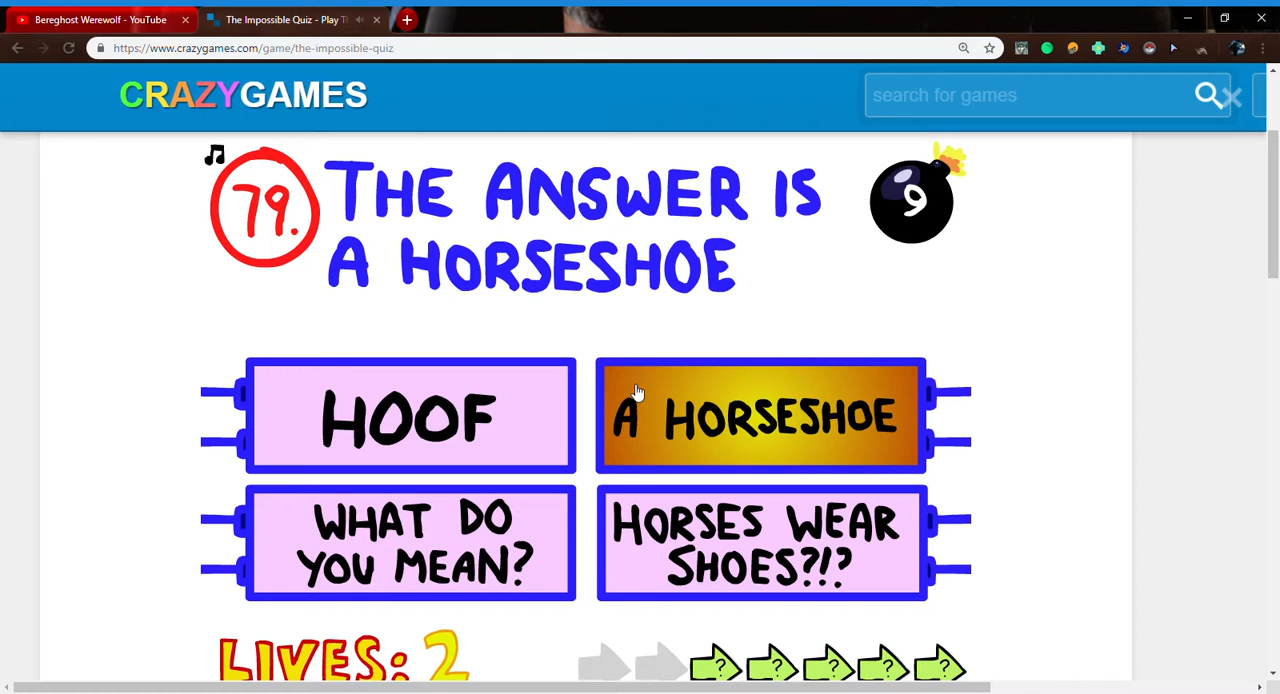 Bereghost Werewolf - YouTube
The Impossible Quiz - Play T
https://www.crazygames.com/game/the-impossible-quiz
CRAZYGAMES
search for games
79. THE ANSWER IS
A HORSESHOE
9
HOOF
A HORSESHOE
WHAT DO
YOU MEAN?
HORSES WEAR
SHOES?!?
LIVES: 2
? ? ? ? ?